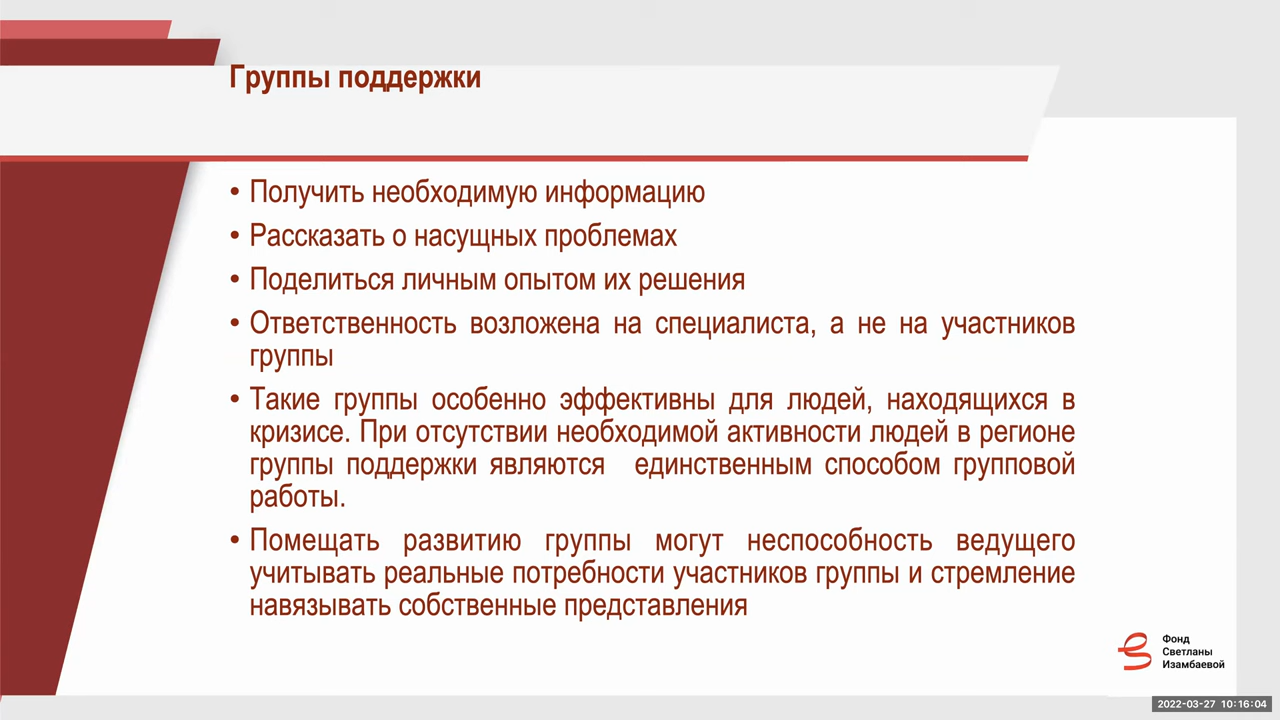 Группы поддержки
• Получить необходимую информацию
• Рассказать о насущных проблемах
• Поделиться личным опытом их решения
• Ответственность возложена на специалиста, а не на участников
группы
• Такие группы особенно эффективны для людей, находящихся в
кризисе. При отсутствии необходимой активности людей в регионе
группы поддержки являются единственным способом групповой
работы.
• Помещать развитию группы могут неспособность ведущего
учитывать реальные потребности участников группы и стремление
навязывать собственные представления
Фонд
Светланы
Изамбаевой
2022-03-27 10:16:04